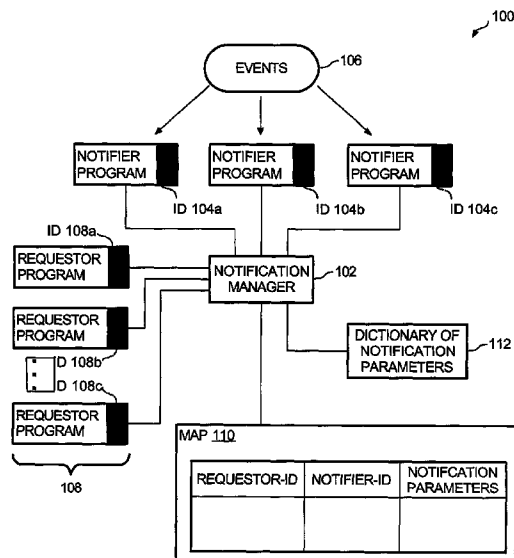 100
EVENTS
106
NOTIFIER
PROGRAM
NOTIFIER
PROGRAM
NOTIFIER
PROGRAM
ID 104a
ID 104b
ID 104c
ID 108a
REQUESTOR
PROGRAM
NOTIFICATION
MANAGER
102
REQUESTOR
PROGRAM
D 108b
D 108c
DICTIONARY OF
NOTIFICATION
PARAMETERS
112
REQUESTOR
PROGRAM
108
MAP 110
REQUESTOR-ID
NOTIFIER-ID
NOTIFCATION
PARAMETERS